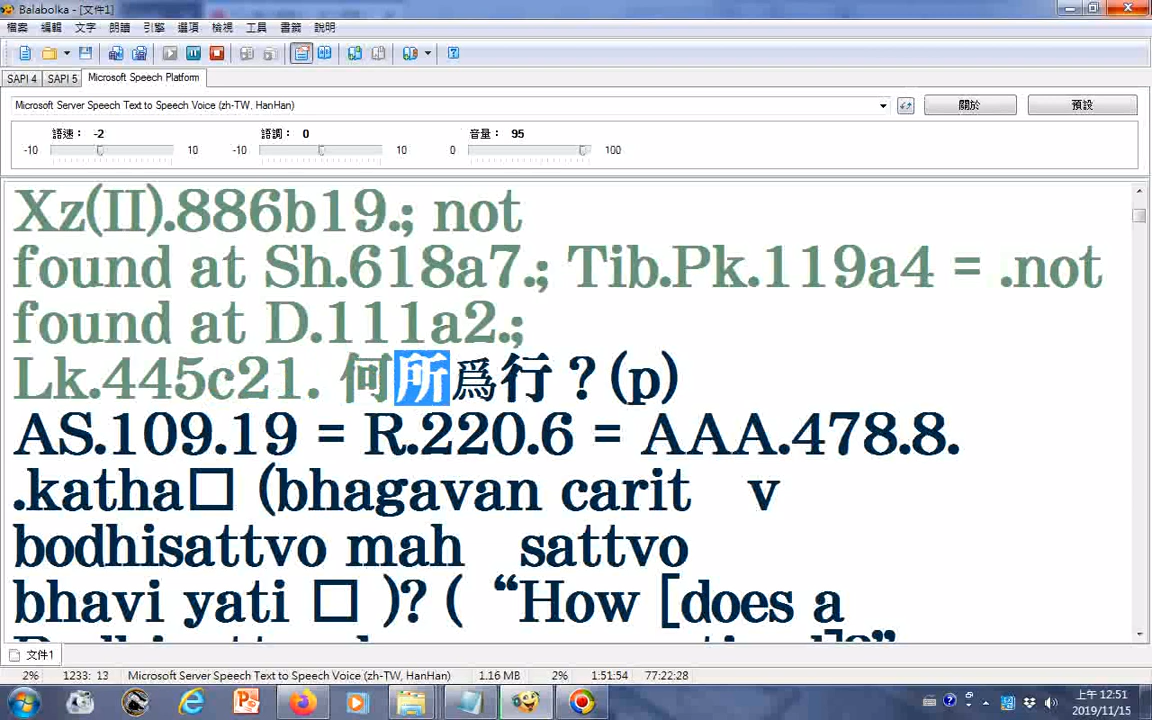 Balabolka - [文件1]
檔案 編輯 文字 朗讀 引擎 選項 檢視 工具 書籤 說明
SAPI 4 SAPI 5 Microsoft Speech Platform
Microsoft Server Speech Text to Speech Voice (zh-TW, HanHan) 關於 預設
語速： -2 語調： 0 音量： 95
-10 10 -10 10 0 100
Xz(II).886b19.; not
found at Sh.618a7.; Tib.Pk.119a4 = .not
found at D.111a2.;
Lk.445c21. 何所爲行？(p)
AS.109.19 = R.220.6 = AAA.478.8.
.katha□ (bhagavan carit v
bodhisattvo mah sattvo
bhavi yati □ )? ( “How [does a
文件1
2% 1233: 13 Microsoft Server Speech Text to Speech Voice (zh-TW, HanHan) 1.16 MB 2% 1:51:54 77:22:28
上午 12:51
2019/11/15